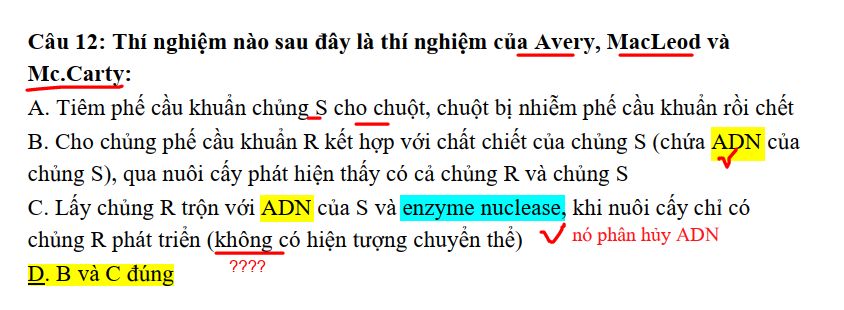 Câu 12: Thí nghiệm nào sau đây là thí nghiệm của Avery, MacLeod và
Mc.Carty:
A. Tiêm phế cầu khuẩn chủng S cho chuột, chuột bị nhiễm phế cầu khuẩn rồi chết
B. Cho chủng phế cầu khuẩn R kết hợp với chất chiết của chủng S (chứa ADN của
chủng S), qua nuôi cấy phát hiện thấy có cả chủng R và chủng S
C. Lấy chủng R trộn với ADN của S và enzyme nuclease, khi nuôi cấy chỉ có
chủng R phát triển (không có hiện tượng chuyển thể) nó phân hủy ADN
????
D. B và C đúng